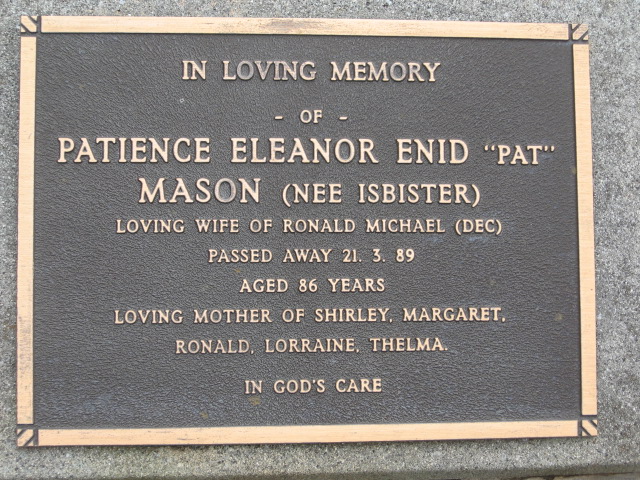 IN LOVING MEMORY
- OF -
PATIENCE ELEANOR ENID "PAT"
MASON (NEE ISBISTER)
LOVING WIFE OF RONALD MICHAEL (DEC)
PASSED AWAY 21. 3. 89
AGED 86 YEARS
LOVING MOTHER OF SHIRLEY, MARGARET,
RONALD, LORRAINE, THELMA.
IN GOD'S CARE